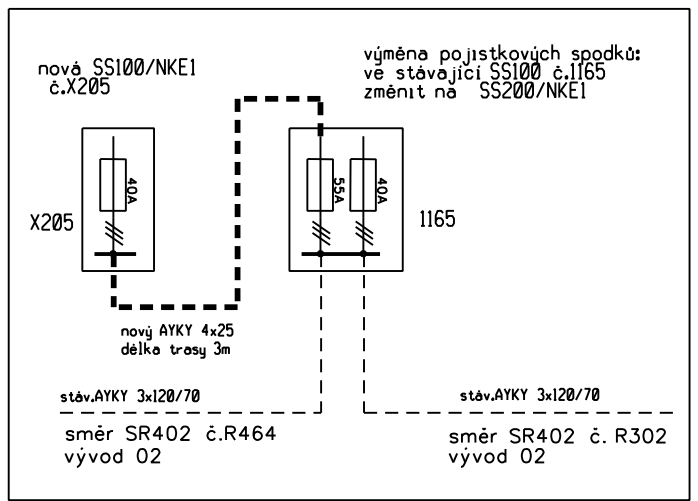 nová SS100/NKE1
č.X205
výměna pojistkových spodků:
ve stávající SS100 č.1165
změnit na SS200/NKE1
40A
55A
40A
X205
1165
nový AYKY 4x25
délka trasy 3m
stáv.AYKY 3x120/70
stáv.AYKY 3x120/70
směr SR402 č.R464
vývod 02
směr SR402 č. R302
vývod 02